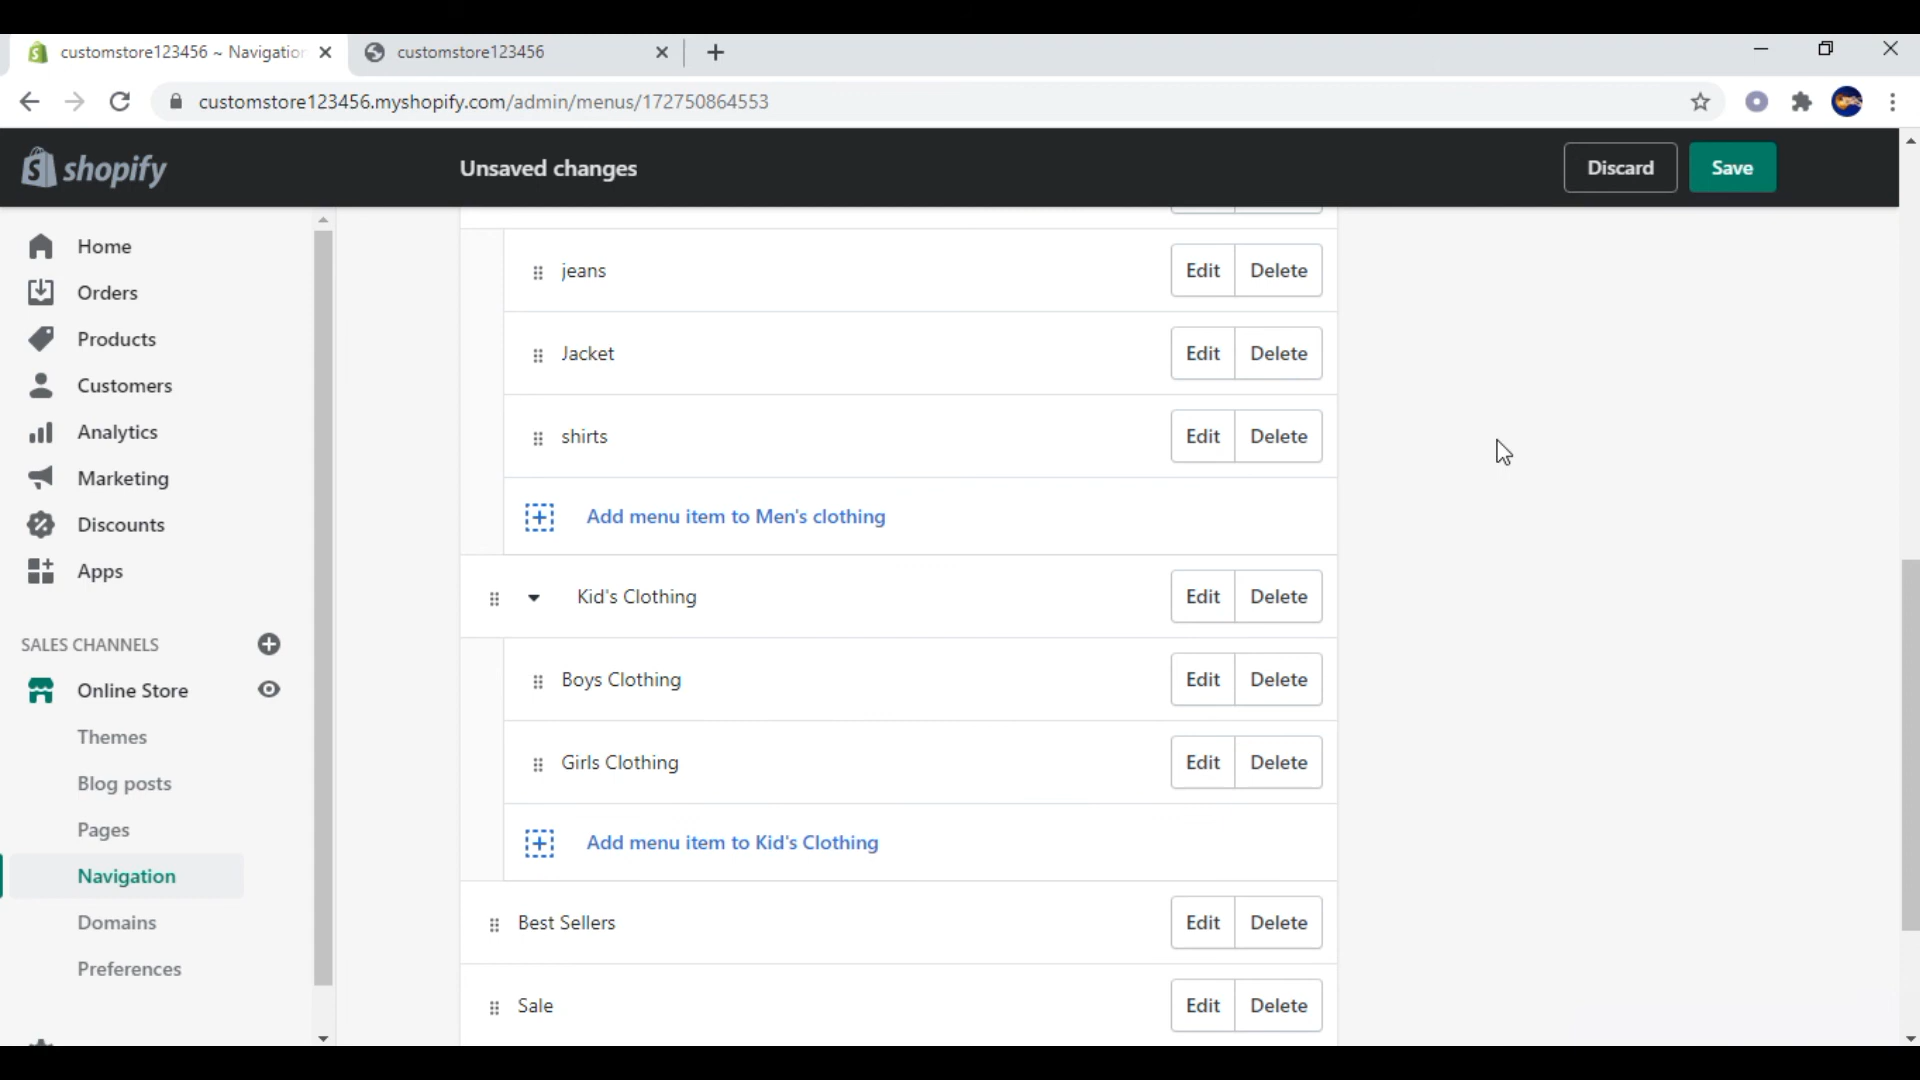 customstore123456 ~ Navigation
customstore123456
customstore123456.myshopify.com/admin/menus/172750864553
shopify
Unsaved changes
Discard
Save
Home
Orders
Products
Customers
Analytics
Marketing
Discounts
Apps
SALES CHANNELS
Online Store
Themes
Blog posts
Pages
Navigation
Domains
Preferences
jeans
Edit
Delete
Jacket
Edit
Delete
shirts
Edit
Delete
Add menu item to Men's clothing
Kid's Clothing
Edit
Delete
Boys Clothing
Edit
Delete
Girls Clothing
Edit
Delete
Add menu item to Kid's Clothing
Best Sellers
Edit
Delete
Sale
Edit
Delete